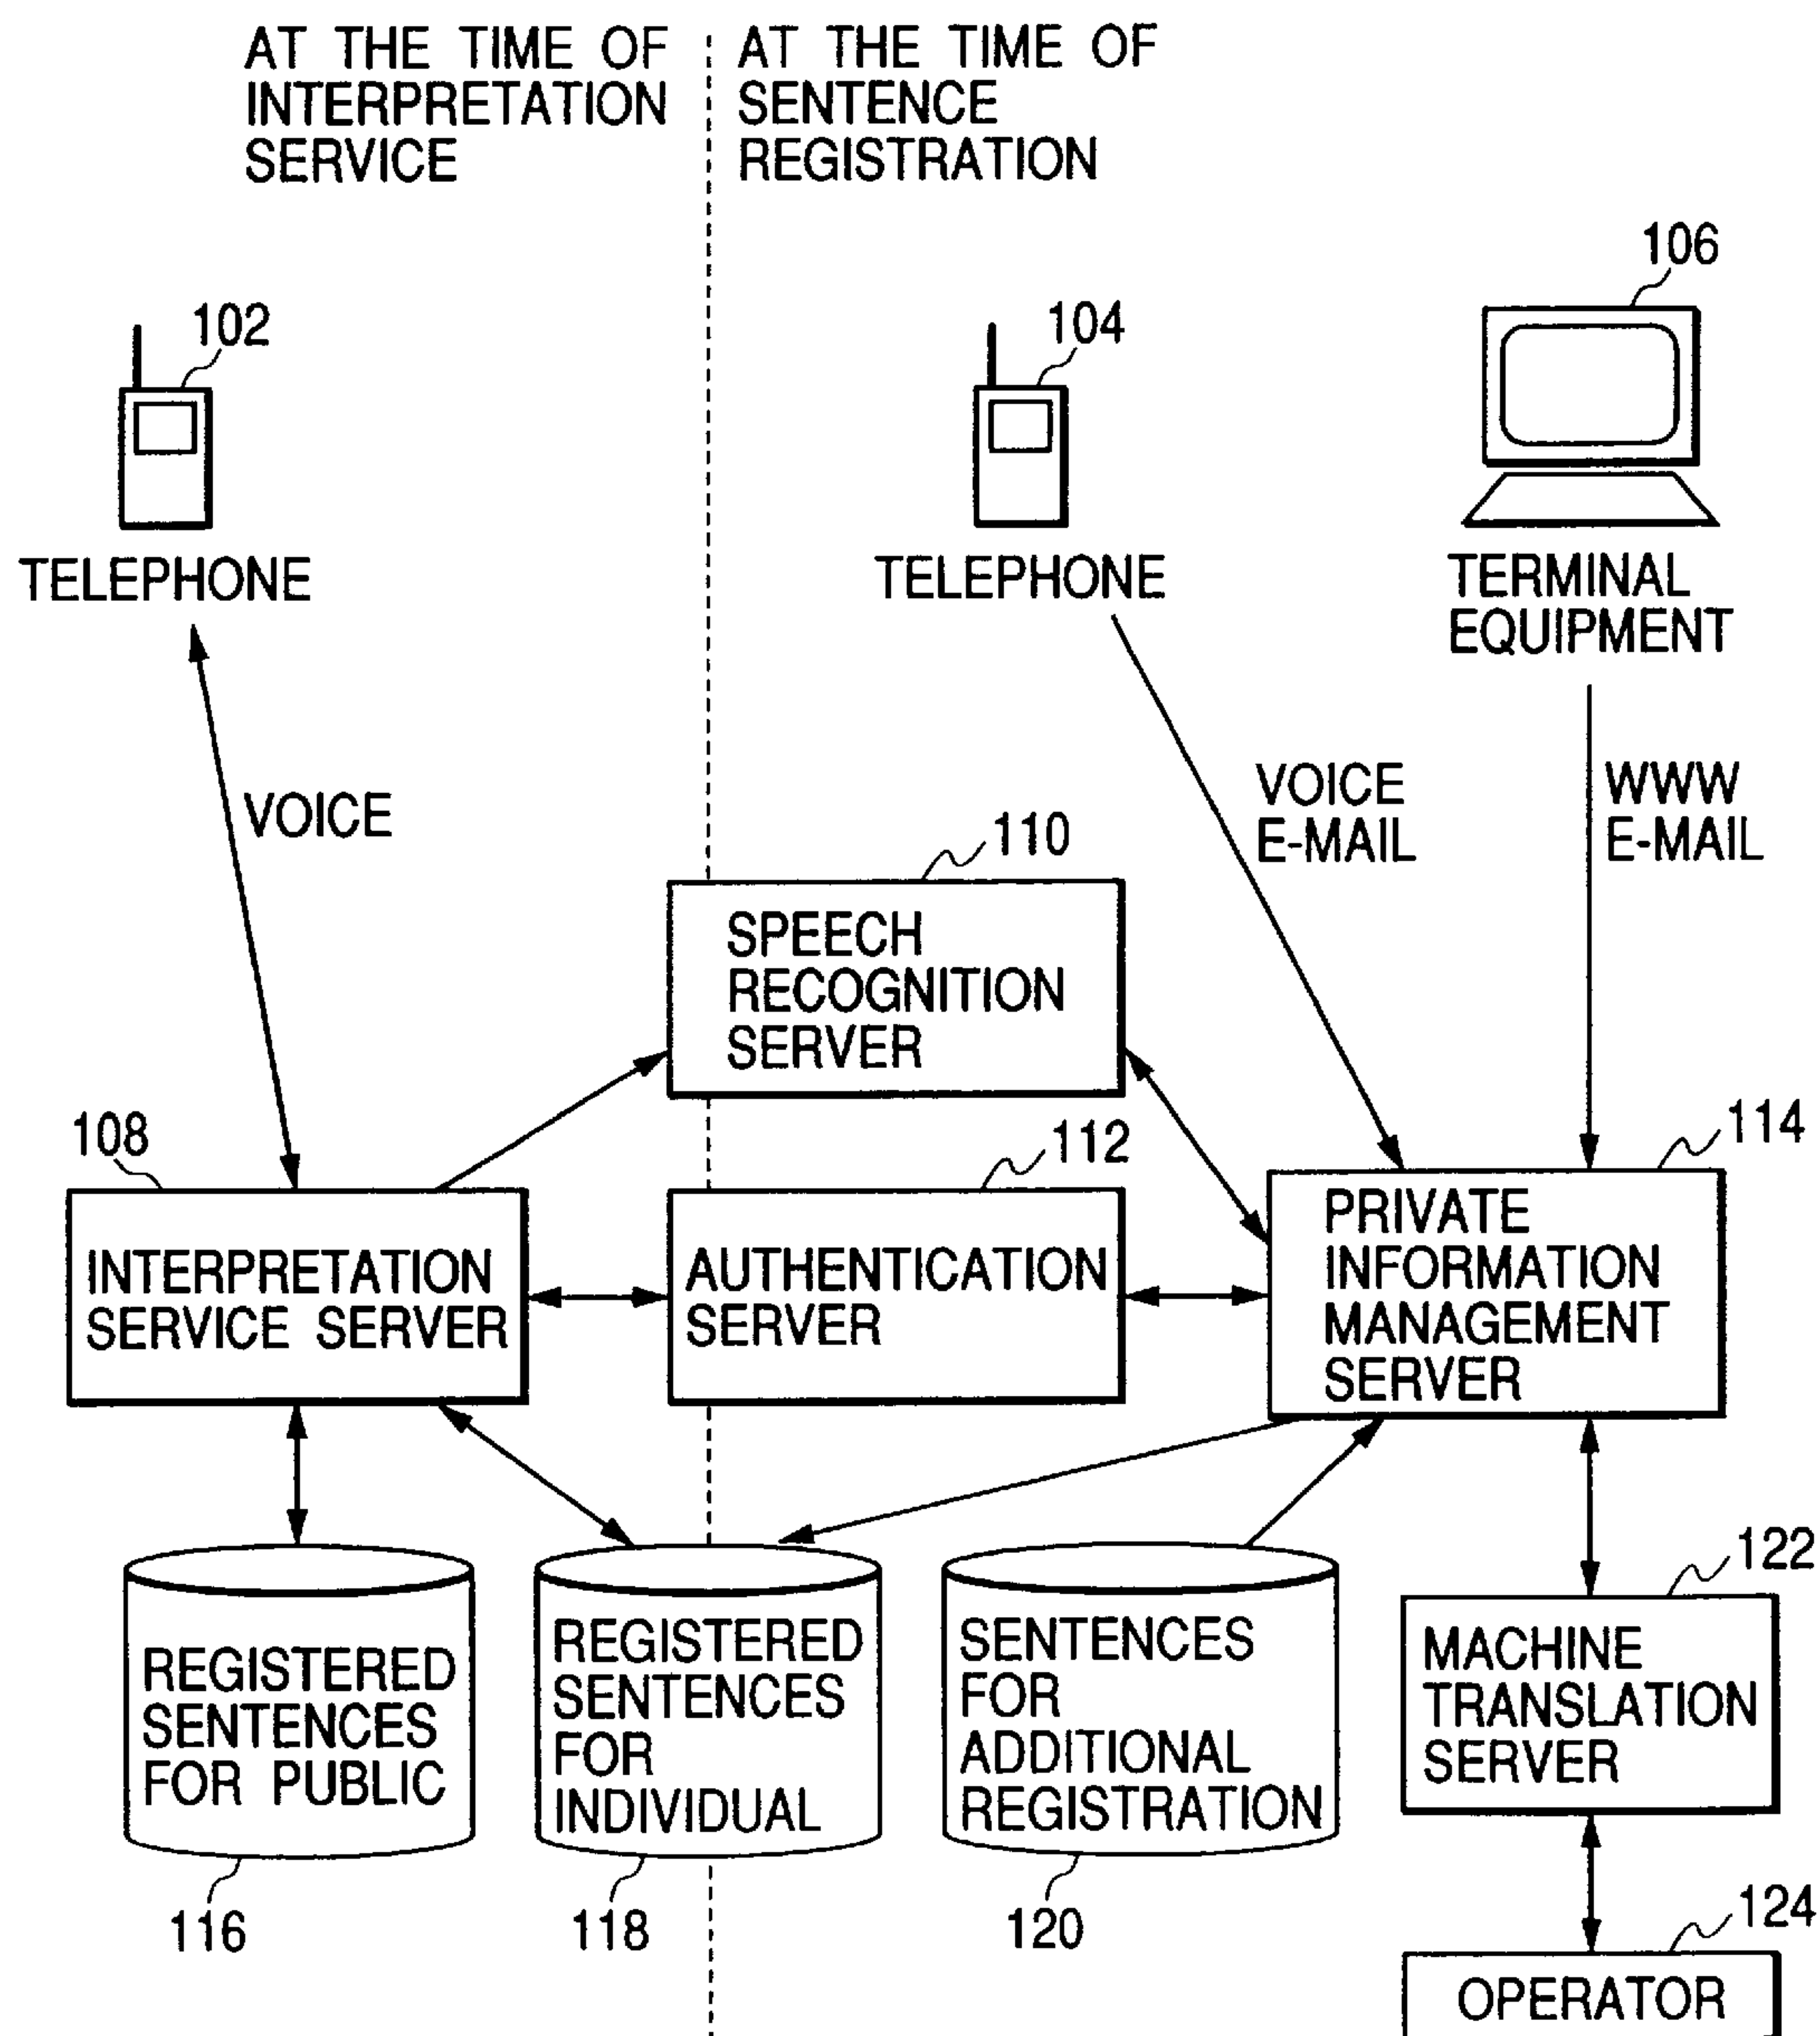 AT THE TIME OF
INTERPRETATION
SERVICE
AT THE TIME OF
SENTENCE
REGISTRATION
106
102
104
TELEPHONE
TELEPHONE
TERMINAL
EQUIPMENT
VOICE
VOICE
E-MAIL
WWW
E-MAIL
110
SPEECH
RECOGNITION
SERVER
108
112
114
INTERPRETATION
SERVICE SERVER
AUTHENTICATION
SERVER
PRIVATE
INFORMATION
MANAGEMENT
SERVER
122
REGISTERED
SENTENCES
FOR PUBLIC
REGISTERED
SENTENCES
FOR
INDIVIDUAL
SENTENCES
FOR
ADDITIONAL
REGISTRATION
MACHINE
TRANSLATION
SERVER
116
118
120
124
OPERATOR